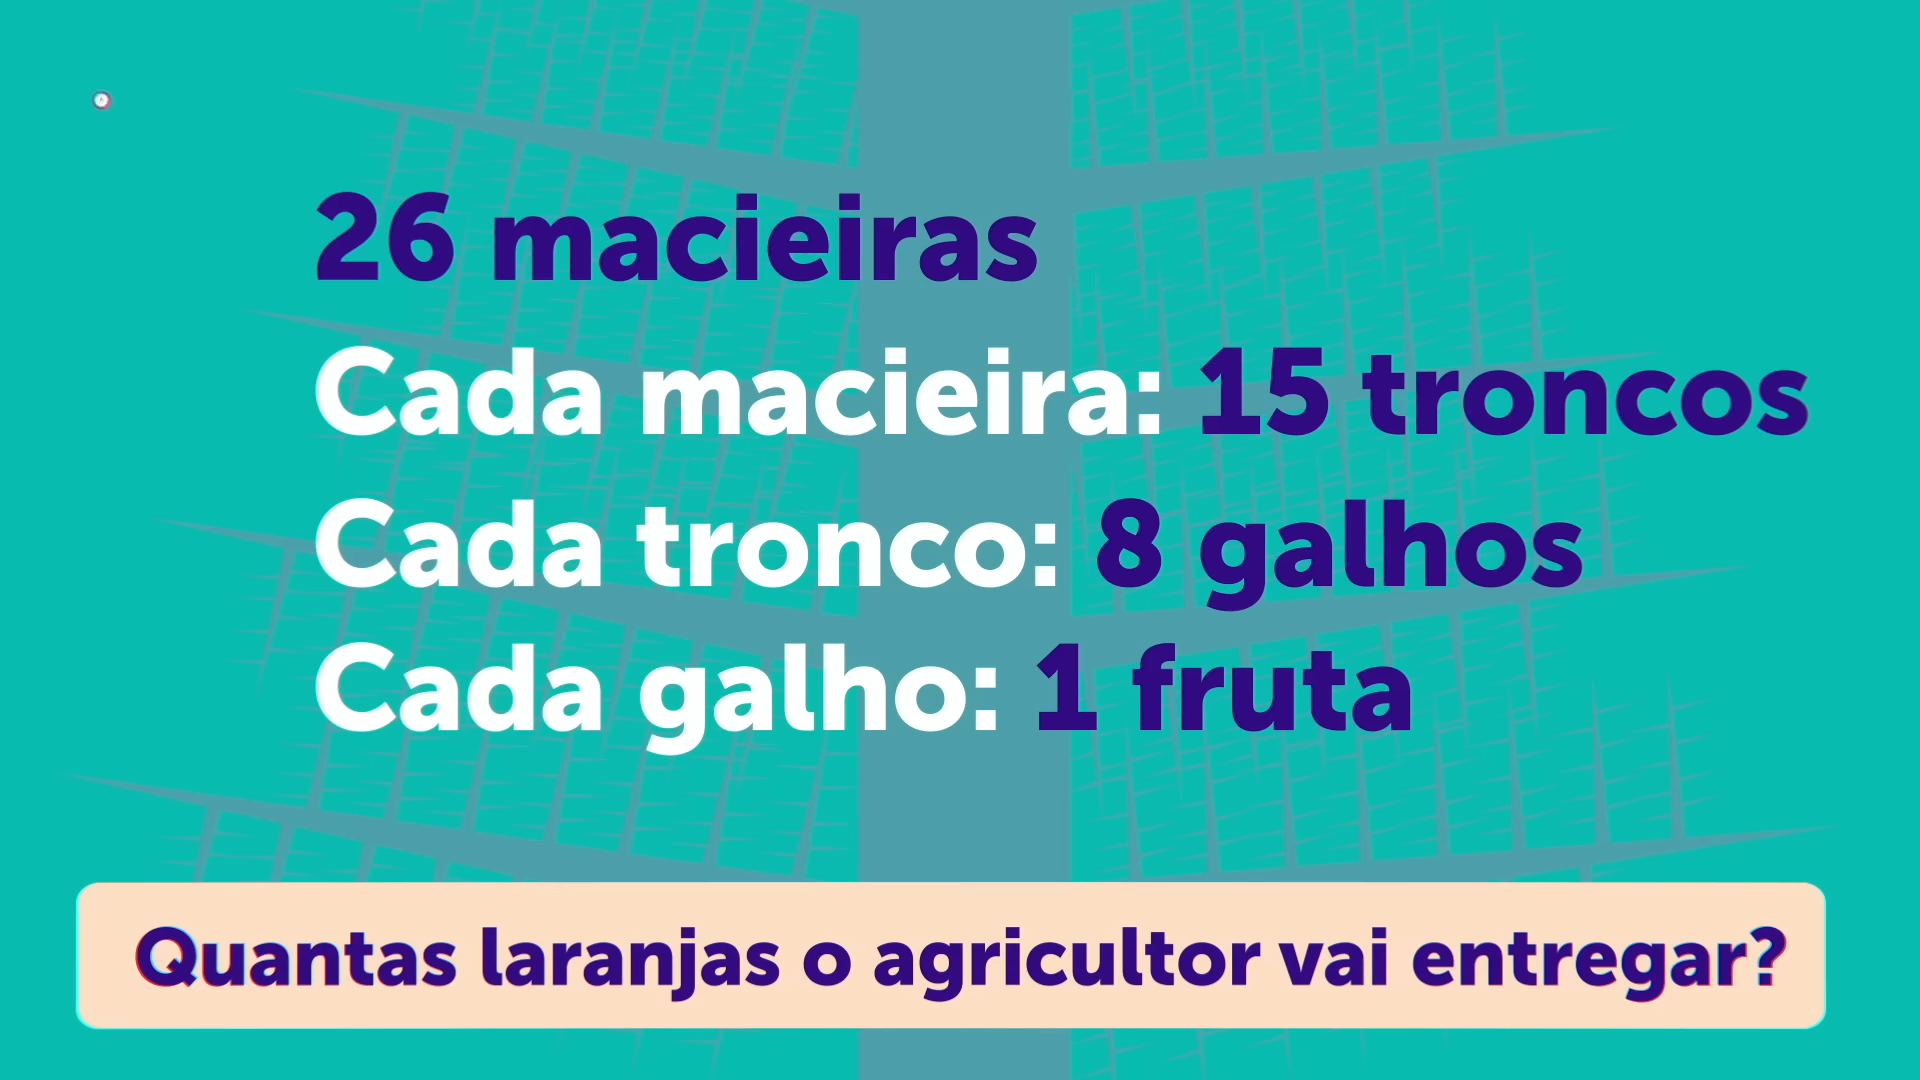 26 macieiras
Cada macieira: 15 troncos
Cada tronco: 8 galhos
Cada galho: 1 fruta
Quantas laranjas o agricultor vai entregar?